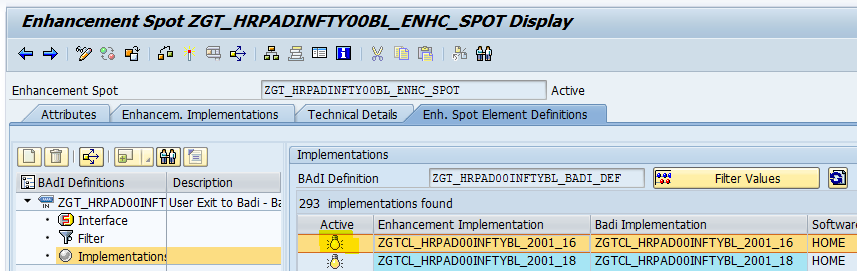 Enhancement Spot ZGT_HRPADINFTY00BL_ENHC_SPOT Display
Enhancement Spot ZGT_HRPADINFTY00BL_ENHC_SPOT Active
Attributes Enhancem. Implementations Technical Details Enh. Spot Element Definitions
BAdI Definitions Description
ZGT_HRPAD00INFT User Exit to Badi - Ba
Interface
Filter
Implementations
Implementations
BAdI Definition ZGT_HRPAD00INFTYBL_BADI_DEF Filter Values
293 implementations found
Active Enhancement Implementation Badi Implementation Software
ZGTCL_HRPAD00INFTYBL_2001_16 ZGTCL_HRPAD00INFTYBL_2001_16 HOME
ZGTCL_HRPAD00INFTYBL_2001_18 ZGTCL_HRPAD00INFTYBL_2001_18 HOME